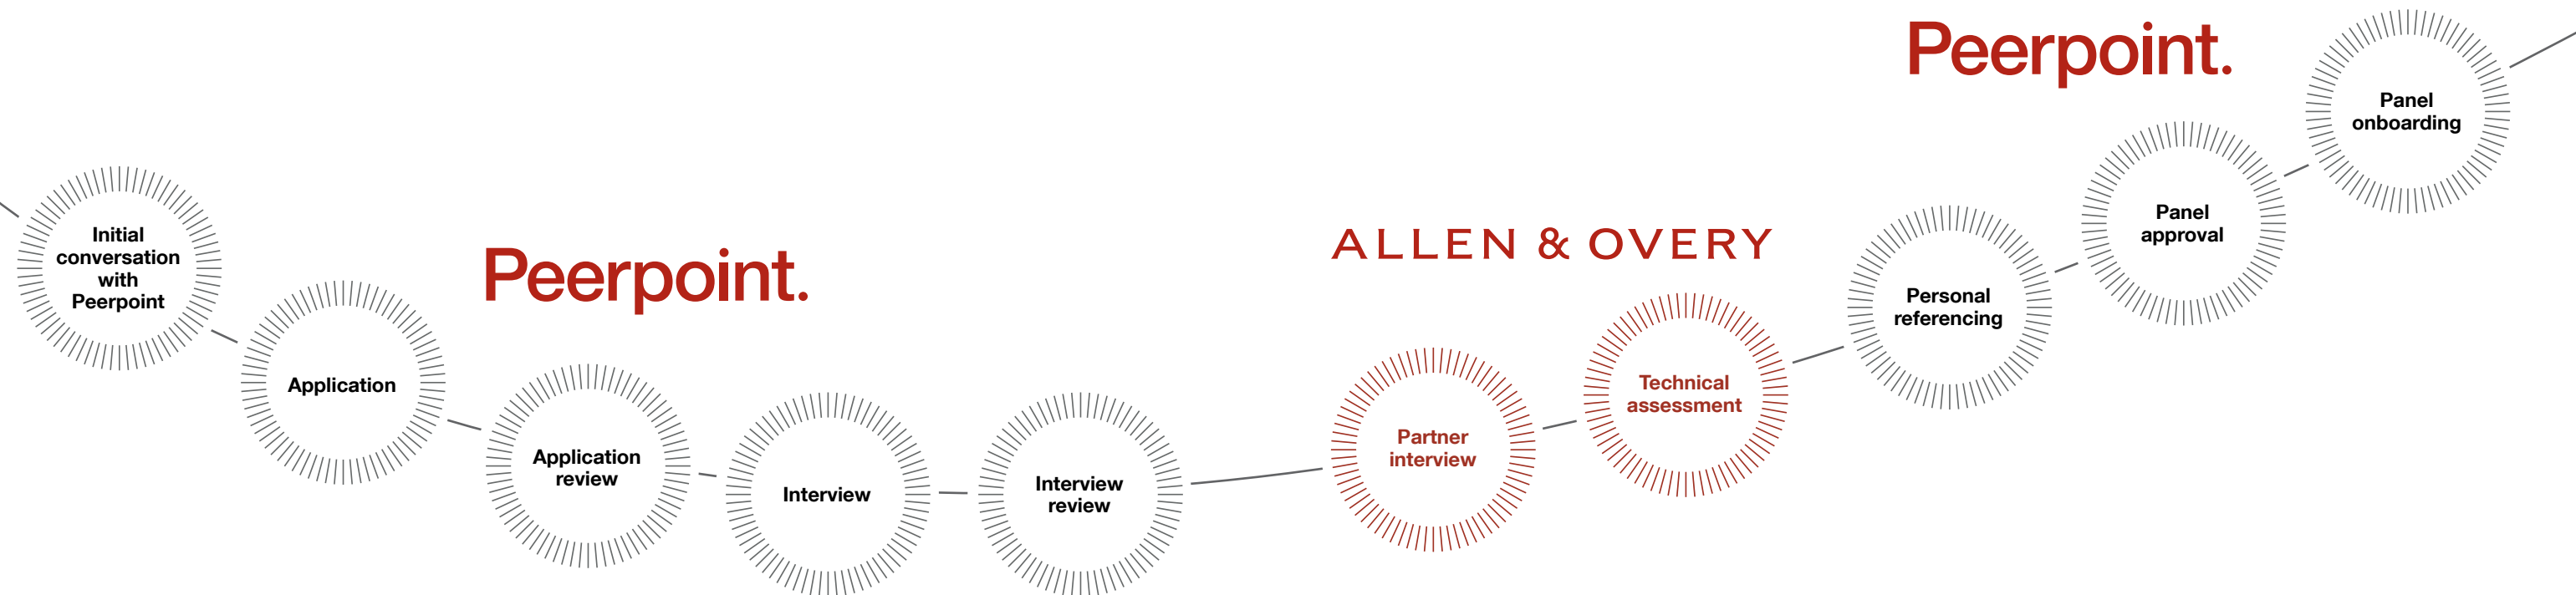 Initial
conversation
with
Peerpoint
Application
Peerpoint.
Application
review
Interview
Interview
review
ALLEN & OVERY
Partner
interview
Technical
assessment
Peerpoint.
Personal
referencing
Panel
approval
Panel
onboarding